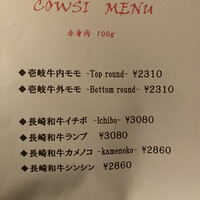 COWSI MENU
赤身肉 100g
◆壱岐牛内モモ ~Top round~ ¥2310
◆壱岐牛外モモ ~Bottom round~ ¥2310
◆長崎和牛イチボ ~Ichibo~ ¥3080
◆長崎和牛ランプ ¥3080
◆長崎和牛カメノコ ~kamenoko~ ¥2860
◆長崎和牛シンシン ¥2860